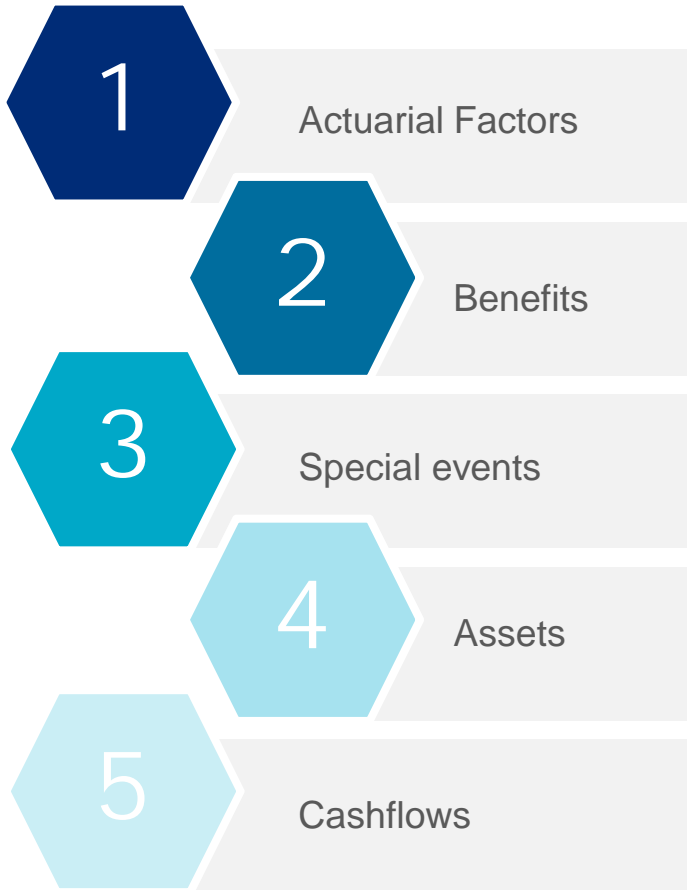 1
Actuarial Factors
2
Benefits
3
Special events
4
Assets
5
Cashflows